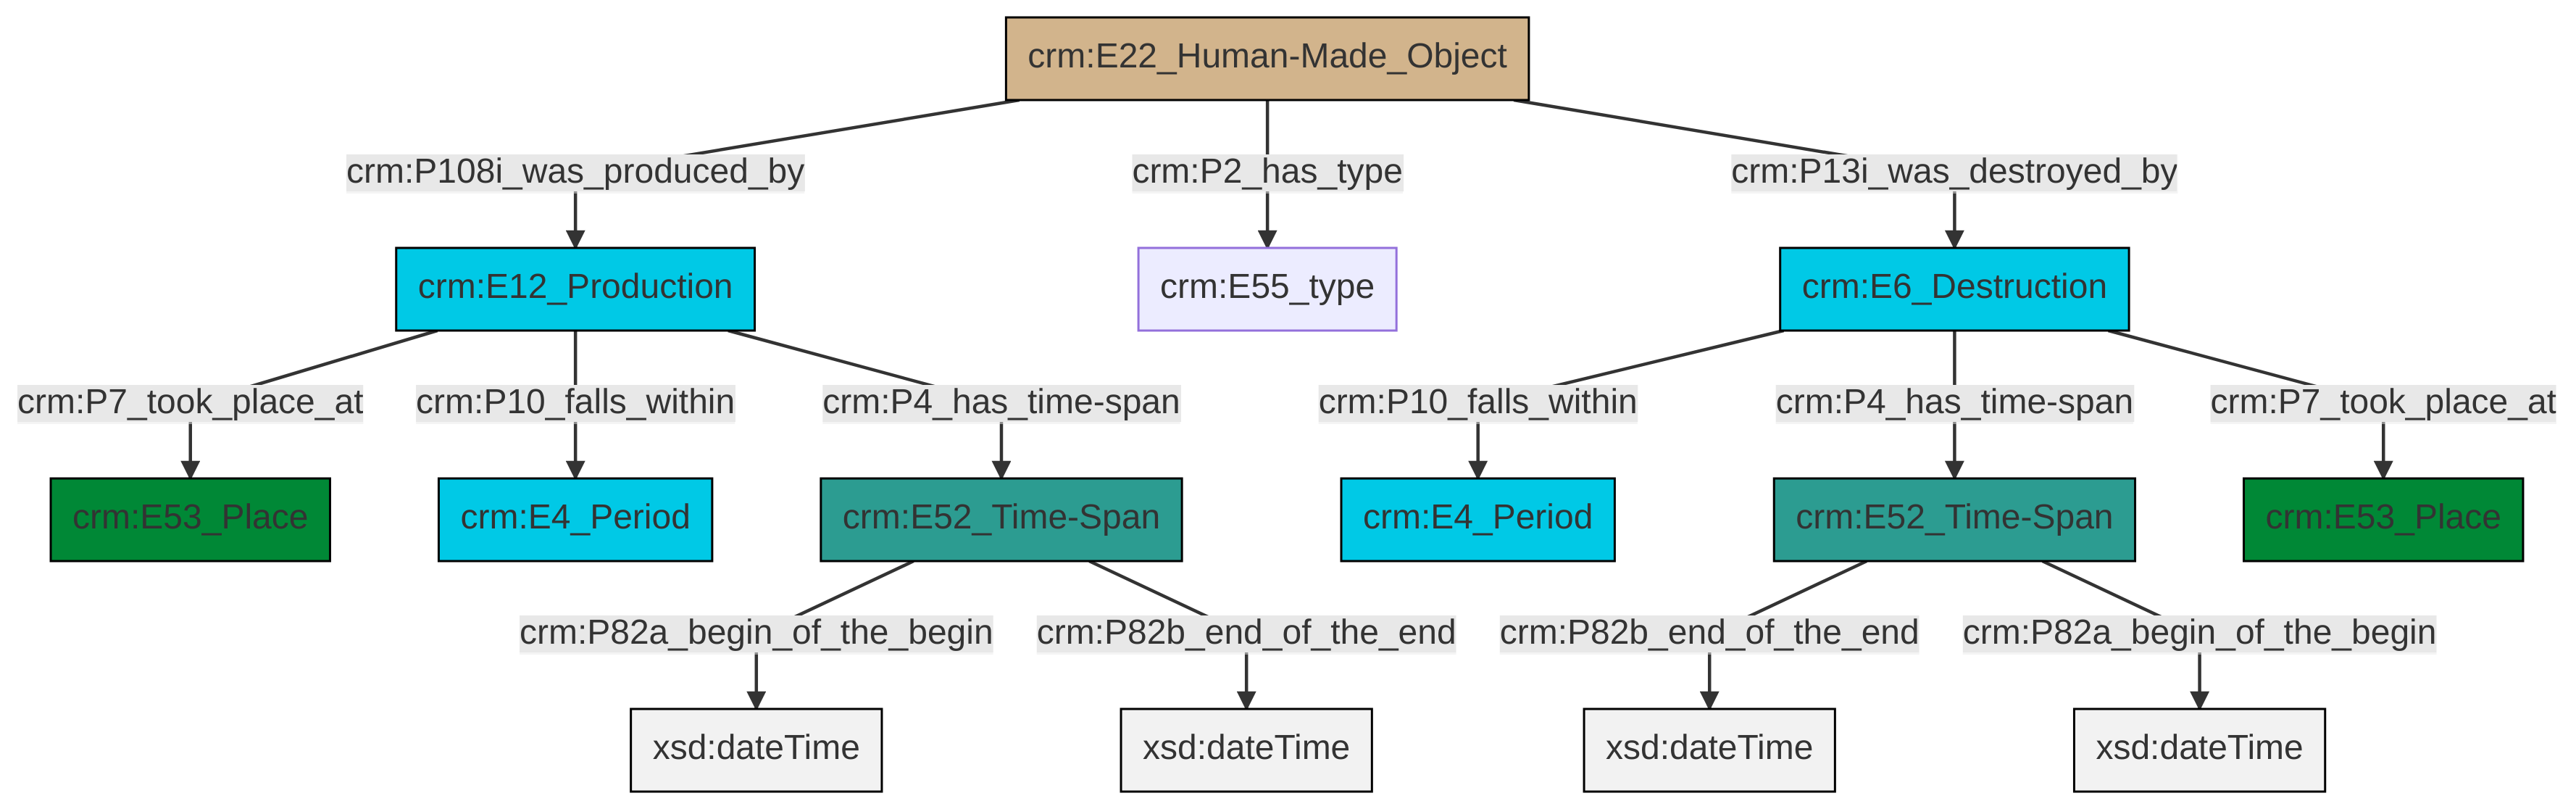 crm:E22_Human-Made_Object
crm:P108i_was_produced_by
crm:P2_has_type
crm:P13i_was_destroyed_by
crm:E12_Production
crm:E55_type
crm:E6_Destruction
crm:P7_took_place_at
crm:P10_falls_within
crm:P4_has_time-span
crm:P10_falls_within
crm:P4_has_time-span
crm:P7_took_place_at
crm:E53_Place
crm:E4_Period
crm:E52_Time-Span
crm:E4_Period
crm:E52_Time-Span
crm:E53_Place
crm:P82a_begin_of_the_begin
crm:P82b_end_of_the_end
crm:P82b_end_of_the_end
crm:P82a_begin_of_the_begin
xsd:dateTime
xsd:dateTime
xsd:dateTime
xsd:dateTime